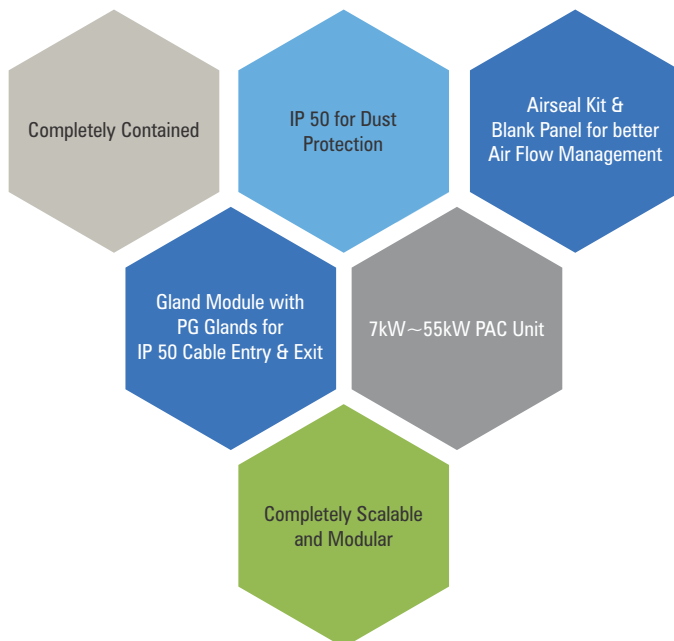 Completely Contained
IP 50 for Dust
Protection
Airseal Kit &
Blank Panel for better
Air Flow Management
Gland Module with
PG Glands for
IP 50 Cable Entry & Exit
7kW~55kW PAC Unit
Completely Scalable
and Modular